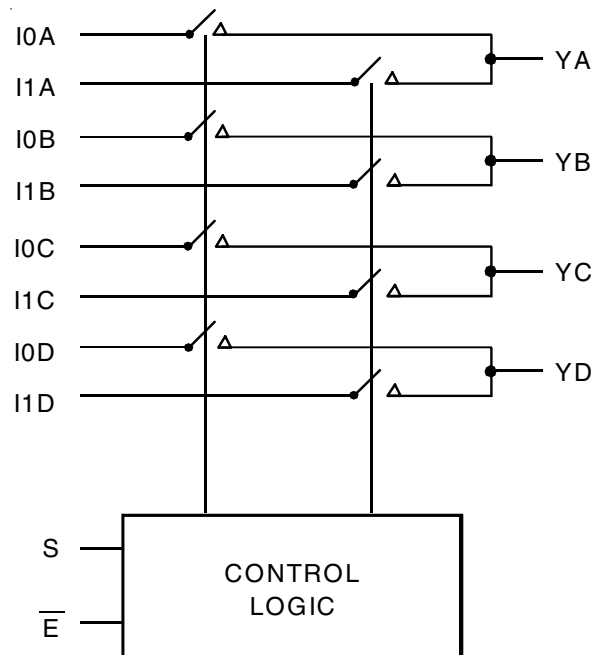 I0A
YA
I1A
I0B
YB
I1B
I0C
YC
I1C
I0D
YD
I1D
S
CONTROL
LOGIC
E̅